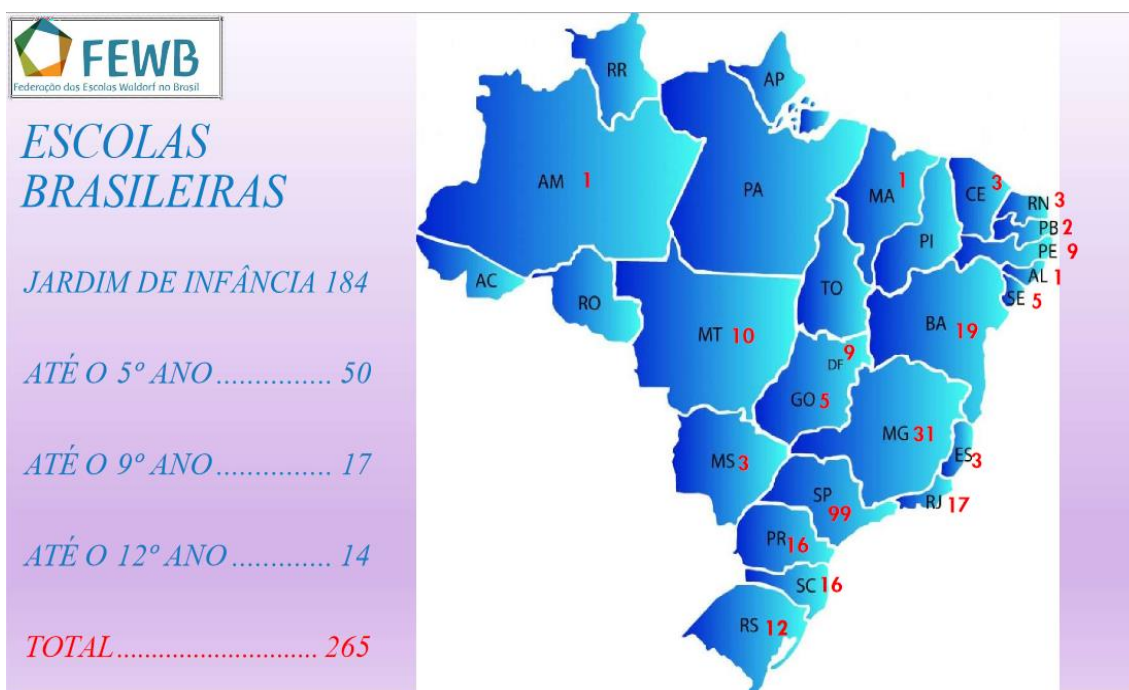 FEWB
Federação das Escolas Waldorf no Brasil
ESCOLAS
BRASILEIRAS
JARDIM DE INFÂNCIA 184
ATÉ O 5º ANO............... 50
ATÉ O 9º ANO............... 17
ATÉ O 12º ANO............. 14
TOTAL............................. 265
RR
AP
AM 1
PA
MA 1
CE 3
RN 3
PB 2
PE 9
PI
AL 1
SE 5
AC
RO
TO
BA 19
MT 10
DF 9
GO 5
MG 31
ES 3
MS 3
SP 99
RJ 17
PR 16
SC 16
RS 12